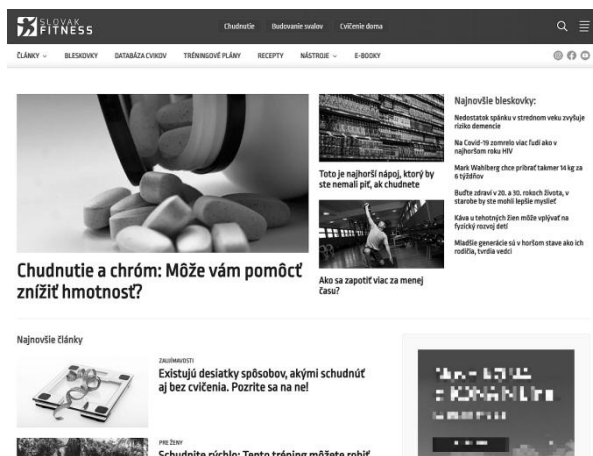 SLOVAK
FITNESS
Chudnutie Budovanie svalov Cvičenie doma
ČLÁNKY BLESKOVKY DATABÁZA CVIKOV TRÉNINGOVÉ PLÁNY RECEPTY NÁSTROJE E-BOOKY
Chudnutie a chróm: Môže vám pomôcť
znížiť hmotnosť?
Toto je najhorší nápoj, ktorý by
ste nemali piť, ak chudnete
Ako sa zapotiť viac za menej
času?
Najnovšie bleskovky:
Nedostatok spánku v strednom veku zvyšuje
riziko demencie
Na Covid-19 zomrelo viac ľudí ako v
najhoršom roku HIV
Mark Wahlberg chce pribrať takmer 14 kg za
6 týždňov
Buďte zdraví v 20. a 30. rokoch života, v
starobe by ste mohli lepšie myslieť
Káva u tehotných žien môže vplývať na
fyzický rozvoj detí
Mladšie generácie sú v horšom stave ako ich
rodičia, tvrdia vedci
Najnovšie články
ZAUJÍMAVOSTI
Existujú desiatky spôsobov, akými schudnúť
aj bez cvičenia. Pozrite sa na ne!
PRE ŽENY
Schudnite rýchlo: Tento tréning môžete robiť